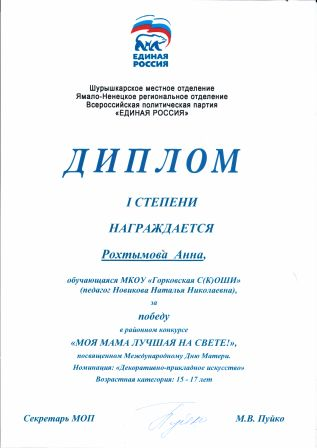 ЕДИНАЯ
РОССИЯ
Шурышкарское местное отделение
Ямало-Ненецкое региональное отделение
Всероссийская политическая партия
«ЕДИНАЯ РОССИЯ»
ДИПЛОМ
I СТЕПЕНИ
НАГРАЖДАЕТСЯ
Рохтымова Анна,
обучающаяся МКОУ «Горковская С(К)ОШИ»
(педагог Новикова Наталья Николаевна),
за
победу
в районном конкурсе
«МОЯ МАМА ЛУЧШАЯ НА СВЕТЕ!»,
посвященном Международному Дню Матери.
Номинация: «Декоративно-прикладное искусство»
Возрастная категория: 15 - 17 лет
Секретарь МОП Пуйко М.В. Пуйко